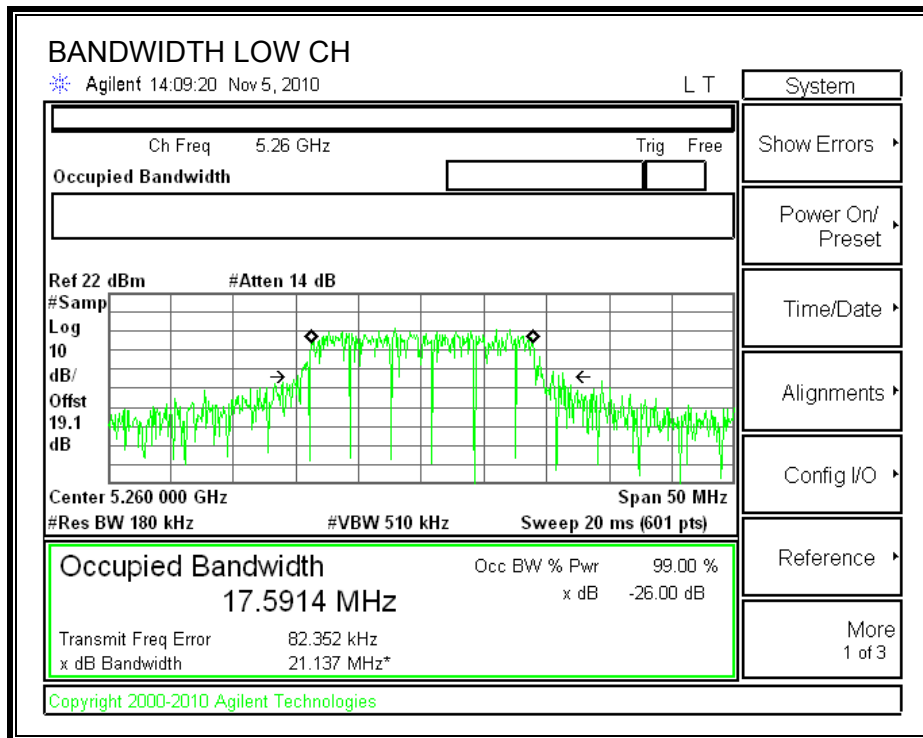 BANDWIDTH LOW CH
Agilent 14:09:20 Nov 5, 2010 L T
System
Ch Freq 5.26 GHz Trig Free
Occupied Bandwidth
Show Errors
Power On/
Preset
Time/Date
Alignments
Config I/O
Reference
More
1 of 3
Ref 22 dBm #Atten 14 dB
#Samp
Log
10
dB/
Offst
19.1
dB
Center 5.260 000 GHz Span 50 MHz
#Res BW 180 kHz #VBW 510 kHz Sweep 20 ms (601 pts)
Occupied Bandwidth Occ BW % Pwr 99.00 %
17.5914 MHz x dB -26.00 dB
Transmit Freq Error 82.352 kHz
x dB Bandwidth 21.137 MHz*
Copyright 2000-2010 Agilent Technologies